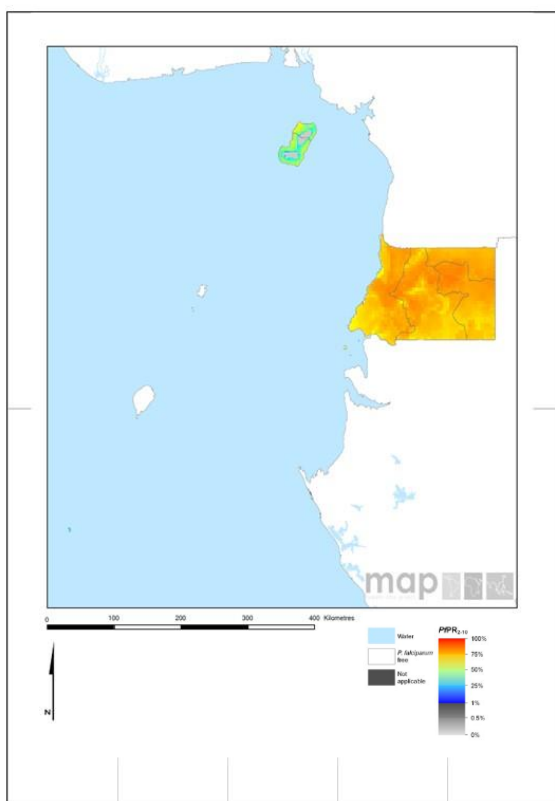 map
0 100 200 300 400 Kilometres
N
Water
P. falciparum
free
Not
applicable
PfPR2-10
100%
75%
50%
25%
1%
0.5%
0%